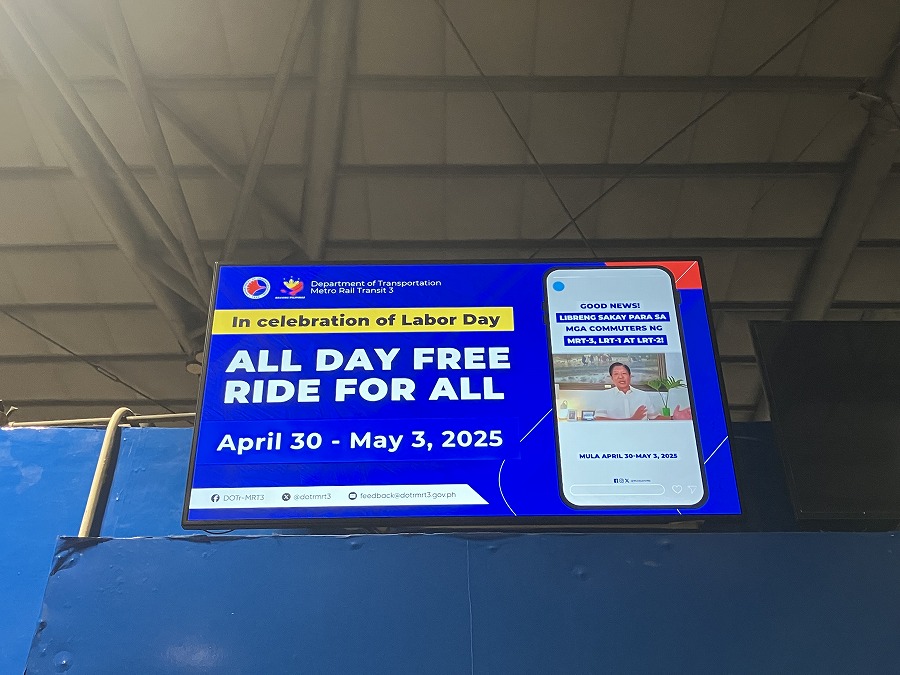 Department of Transportation
Metro Rail Transit 3
In celebration of Labor Day
ALL DAY FREE
RIDE FOR ALL
April 30 - May 3, 2025
DOTr-MRT3
@dotrmrt3
feedback@dotrmrt3.gov.ph
GOOD NEWS!
LIBRENG SAKAY PARA SA
MGA COMMUTERS NG
MRT-3, LRT-1 AT LRT-2!
MULA APRIL 30-MAY 3, 2025